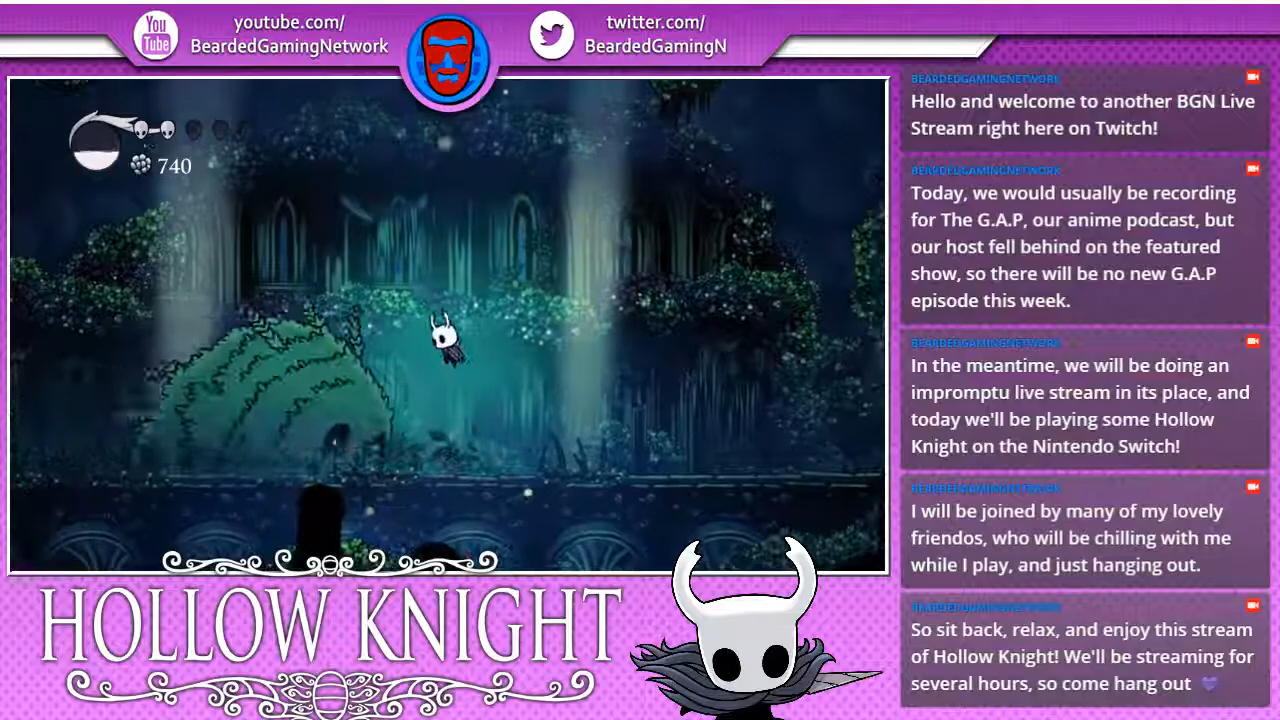 youtube.com/
BeardedGamingNetwork
You
Tube
twitter.com/
BeardedGamingN
740
HOLLOW KNIGHT
BEARDEDGAMINGNETWORK
Hello and welcome to another BGN Live
Stream right here on Twitch!
BEARDEDGAMINGNETWORK
Today, we would usually be recording
for The G.A.P, our anime podcast, but
our host fell behind on the featured
show, so there will be no new G.A.P
episode this week.
BEARDEDGAMINGNETWORK
In the meantime, we will be doing an
impromptu live stream in its place, and
today we'll be playing some Hollow
Knight on the Nintendo Switch!
BEARDEDGAMINGNETWORK
I will be joined by many of my lovely
friendos, who will be chilling with me
while I play, and just hanging out.
BEARDEDGAMINGNETWORK
So sit back, relax, and enjoy this stream
of Hollow Knight! We'll be streaming for
several hours, so come hang out